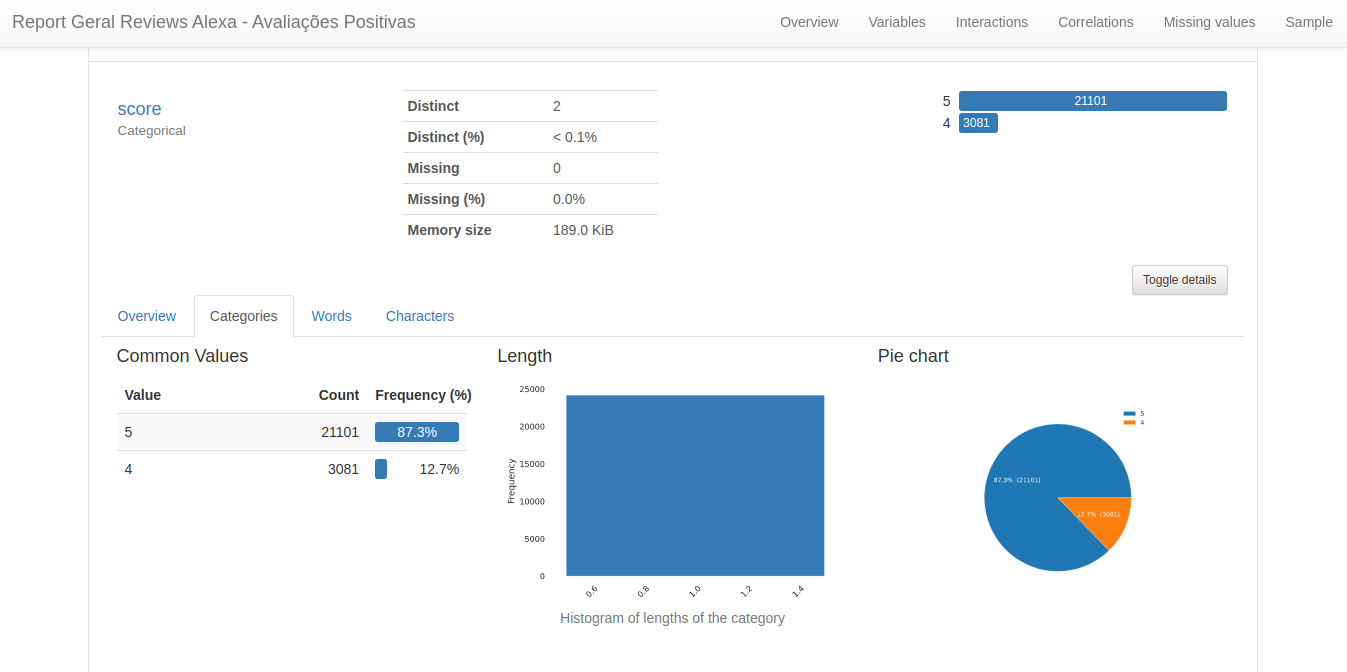 Report Geral Reviews Alexa - Avaliações Positivas
Overview Variables Interactions Correlations Missing values Sample
score
Categorical
Distinct 2
Distinct (%) < 0.1%
Missing 0
Missing (%) 0.0%
Memory size 189.0 KiB
5 21101
4 3081
Toggle details
Overview Categories Words Characters
Common Values
Value Count Frequency (%)
5 21101 87.3%
4 3081 12.7%
Length
25000
20000
15000
10000
5000
0
Frequency
0.6 0.8 1.0 1.2 1.4
Histogram of lengths of the category
Pie chart
5
4
87.3% (21101)
12.7% (3081)